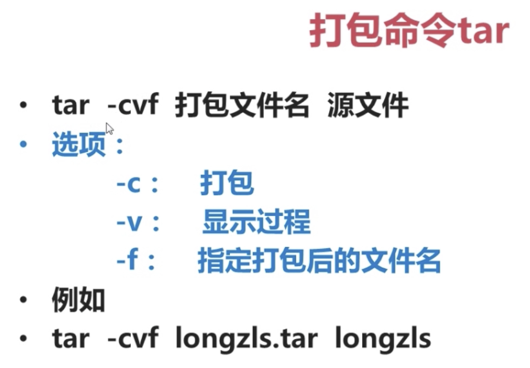 打包命令tar
• tar -cvf 打包文件名 源文件
• 选项：
-c： 打包
-v： 显示过程
-f： 指定打包后的文件名
• 例如
• tar -cvf longzls.tar longzls